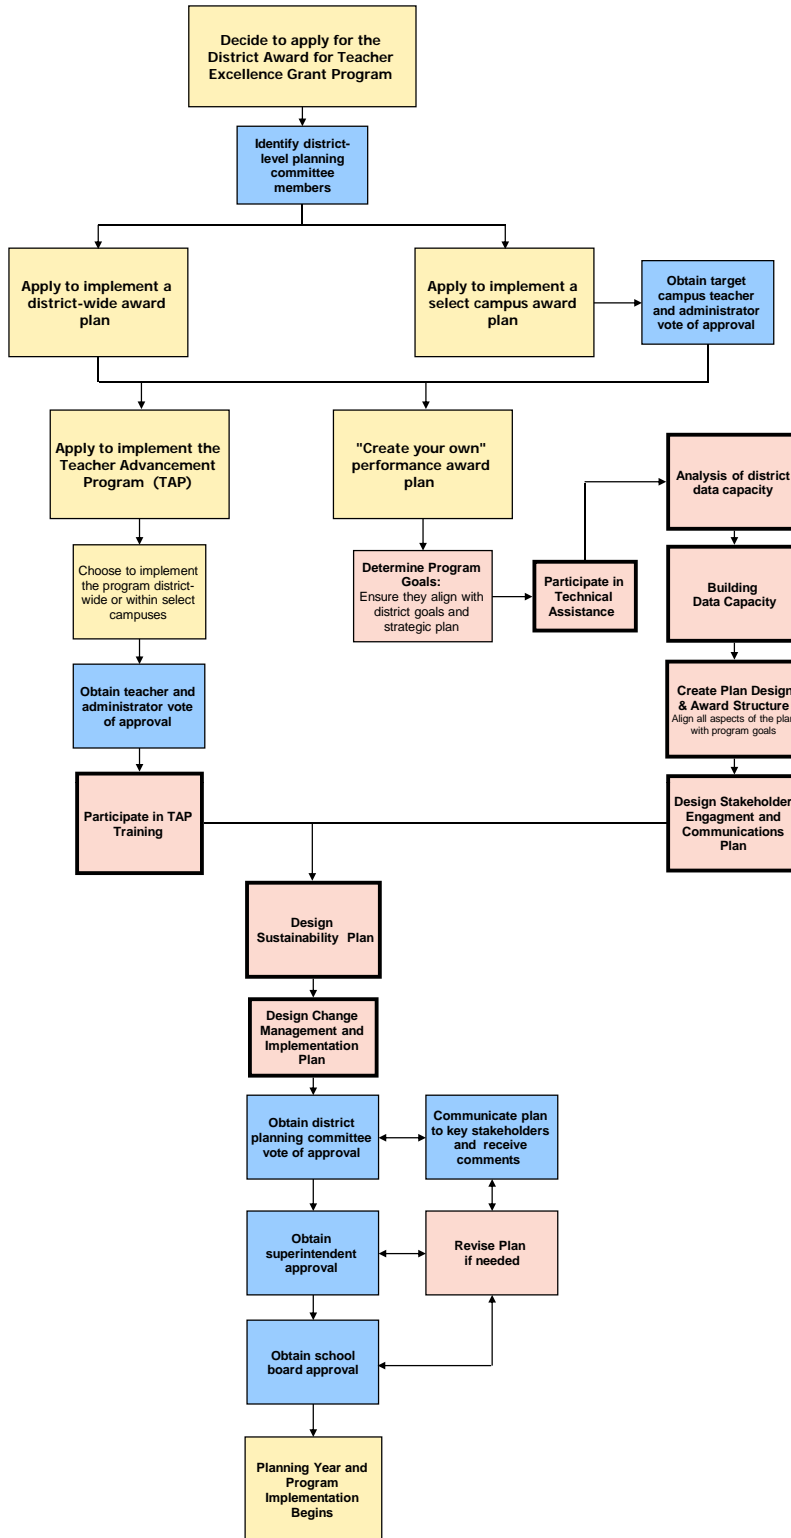 Decide to apply for the
District Award for Teacher
Excellence Grant Program
Identify district-
level planning
committee
members
Apply to implement a
district-wide award
plan
Apply to implement a
select campus award
plan
Obtain target
campus teacher
and administrator
vote of approval
Apply to implement the
Teacher Advancement
Program (TAP)
"Create your own"
performance award
plan
Analysis of district
data capacity
Choose to implement
the program district-
wide or within select
campuses
Determine Program
Goals:
Ensure they align with
district goals and
strategic plan
Participate in
Technical
Assistance
Building
Data Capacity
Obtain teacher and
administrator vote
of approval
Create Plan Design
& Award Structure
Align all aspects of the plan
with program goals
Participate in TAP
Training
Design Stakeholder
Engagment and
Communications
Plan
Design
Sustainability Plan
Design Change
Management and
Implementation
Plan
Obtain district
planning committee
vote of approval
Communicate plan
to key stakeholders
and receive
comments
Obtain
superintendent
approval
Revise Plan
if needed
Obtain school
board approval
Planning Year and
Program
Implementation
Begins